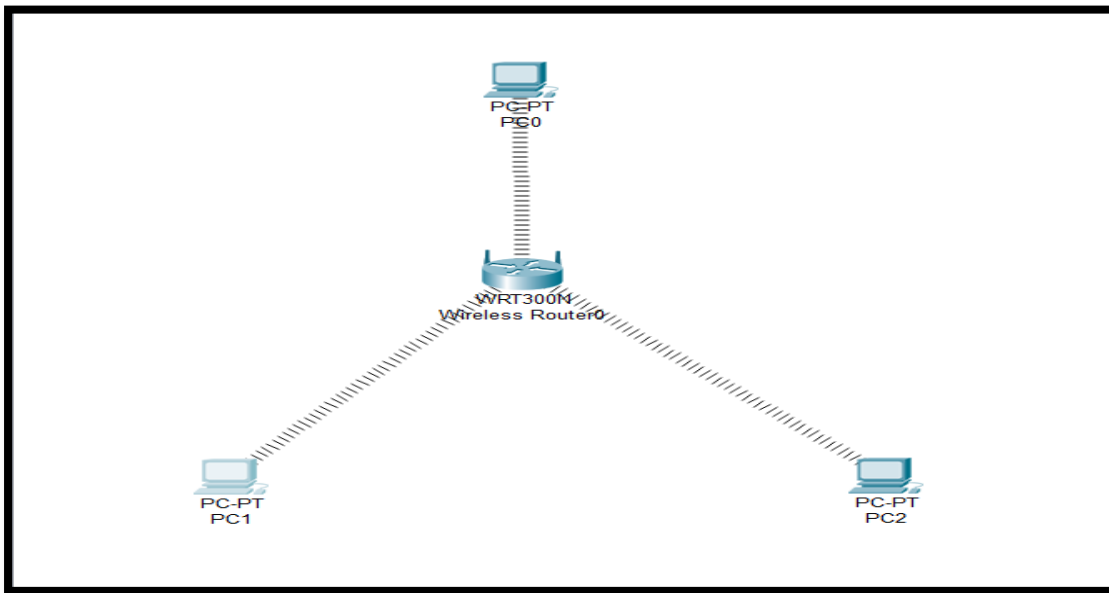 PC-PT
PC0
WRT300N
Wireless Router0
PC-PT
PC1
PC-PT
PC2